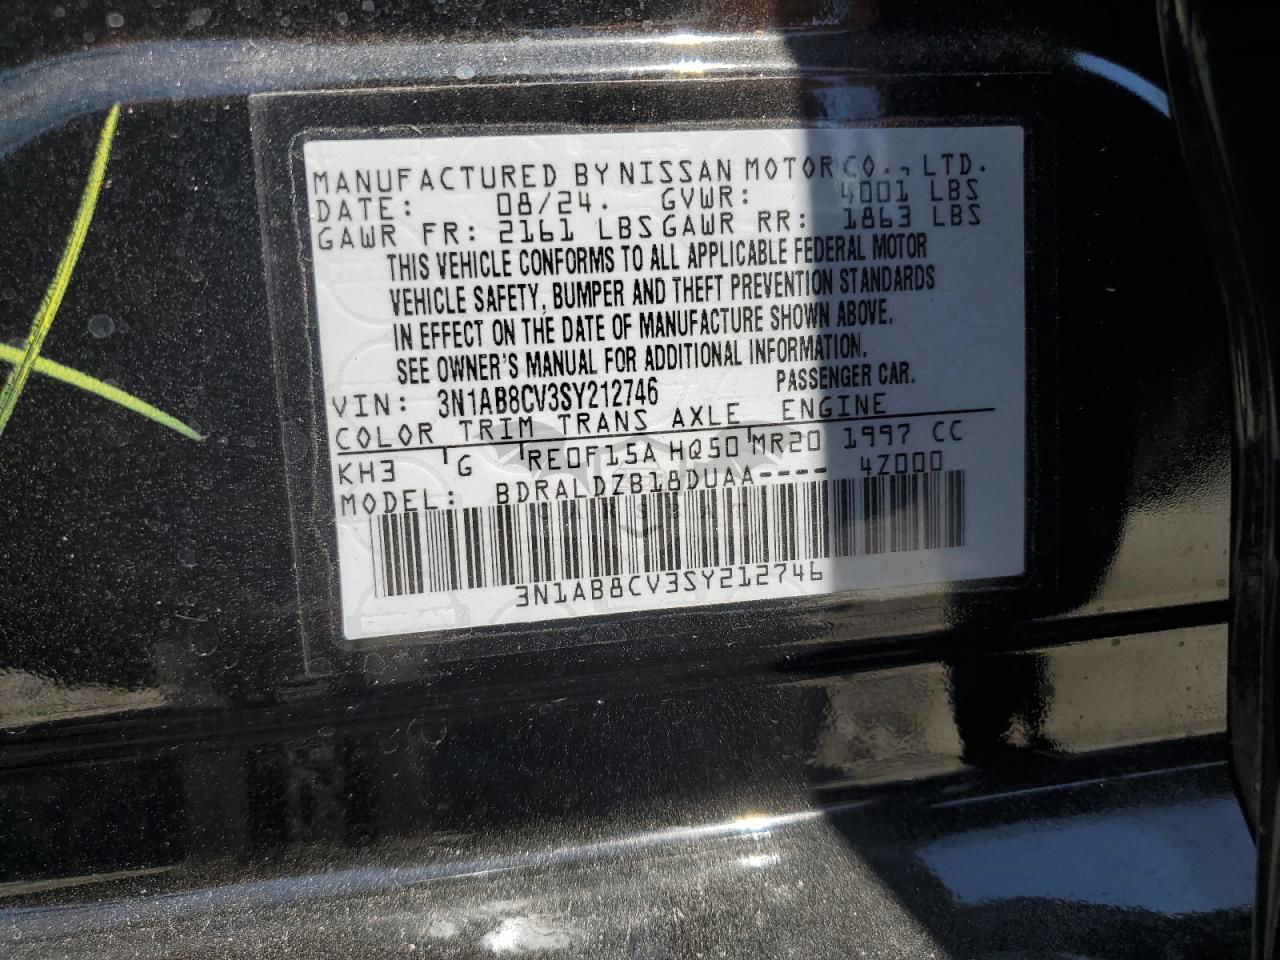 MANUFACTURED BY NISSAN MOTOR CO., LTD.
DATE: 08/24. GVWR: 4001 LBS
GAWR FR: 2161 LBS GAWR RR: 1863 LBS
THIS VEHICLE CONFORMS TO ALL APPLICABLE FEDERAL MOTOR
VEHICLE SAFETY, BUMPER AND THEFT PREVENTION STANDARDS
IN EFFECT ON THE DATE OF MANUFACTURE SHOWN ABOVE.
SEE OWNER'S MANUAL FOR ADDITIONAL INFORMATION.
VIN: 3N1AB8CV3SY212746 PASSENGER CAR.
COLOR TRIM TRANS AXLE ENGINE
KH3 G RE0F15A HQ50 MR20 1997 CC
MODEL: BDRALDZB18DUAA---- 4Z000
3N1AB8CV3SY212746